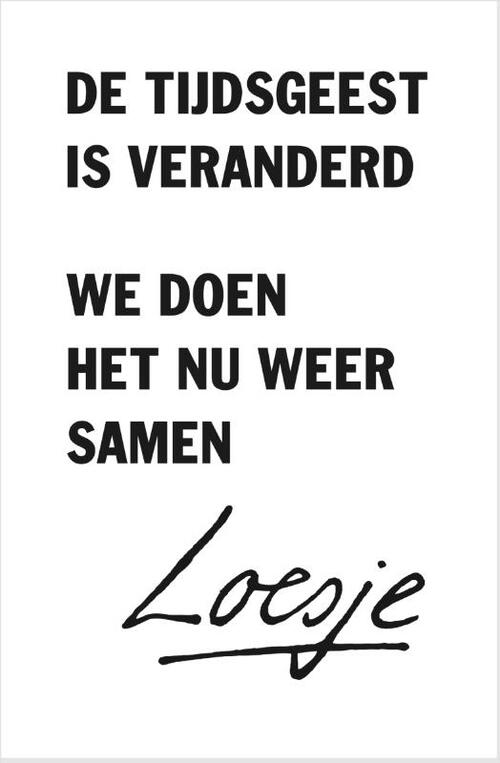 DE TIJDSGEEST
IS VERANDERD
WE DOEN
HET NU WEER
SAMEN
Loesje